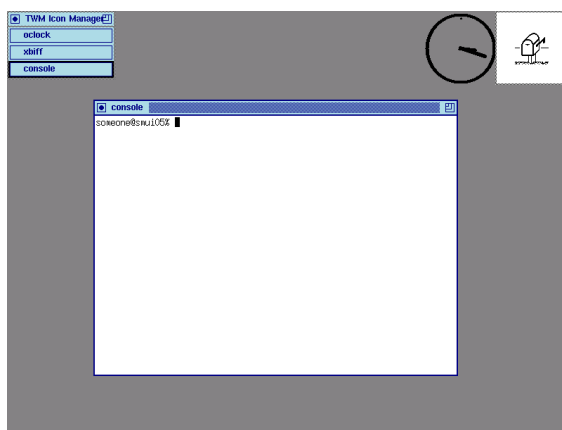 TWM Icon Manager
oclock
xbiff
console
console
someone@smui05%